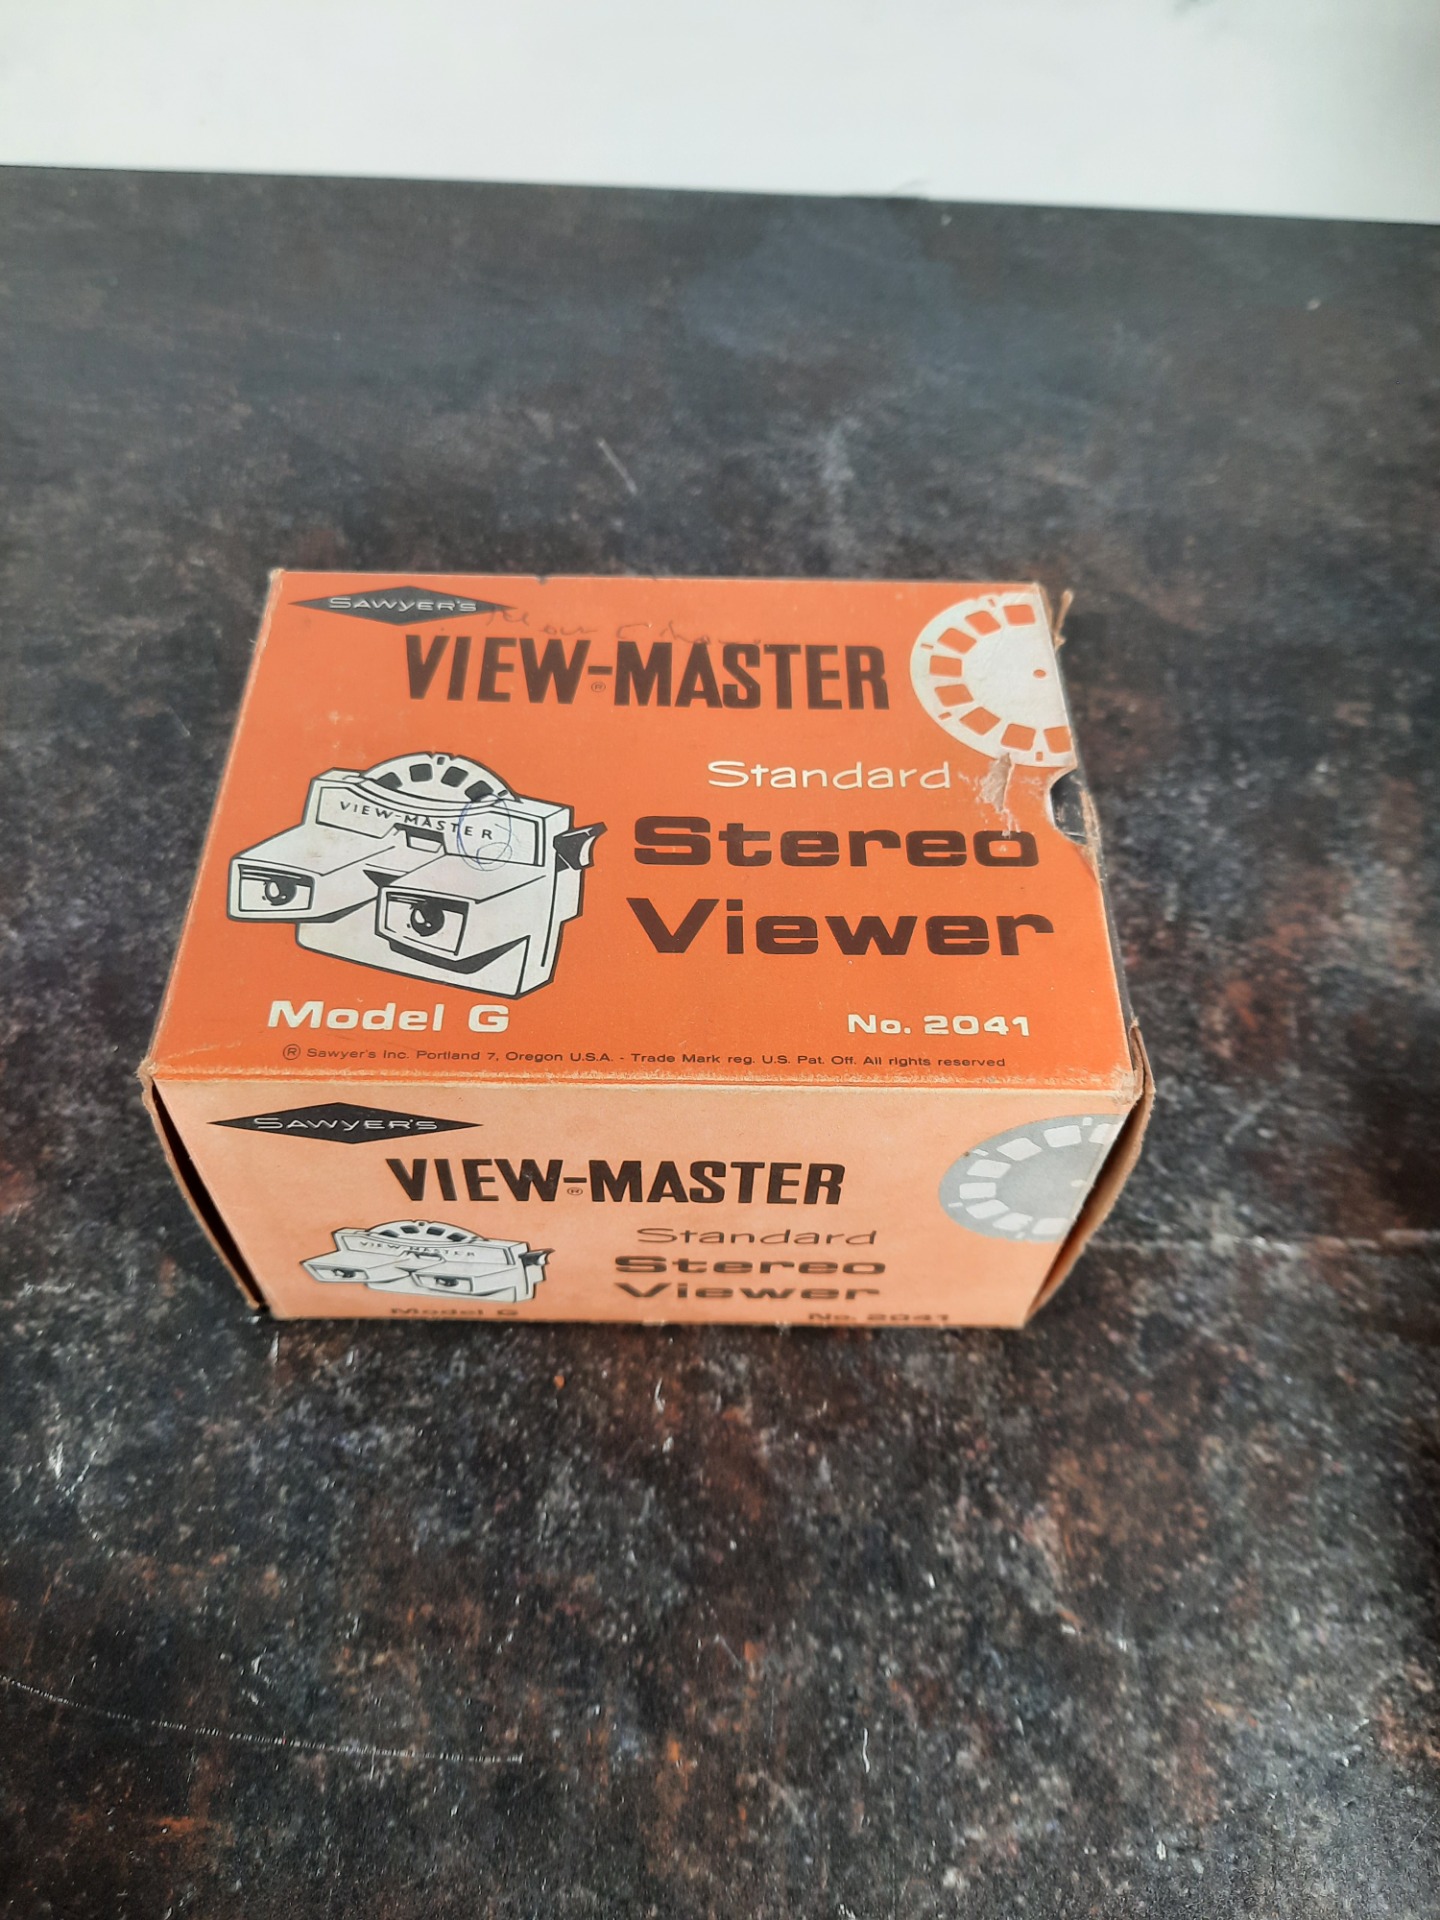 SAWYER'S
VIEW-MASTER
®
Standard
VIEW-MASTER
Stereo
Viewer
Model G
No. 2041
® Sawyer's Inc. Portland 7, Oregon U.S.A. - Trade Mark reg. U.S. Pat. Off. All rights reserved
SAWYER'S
VIEW-MASTER
®
Standard
VIEW-MASTER
Stereo
Viewer
Model G
No. 2041